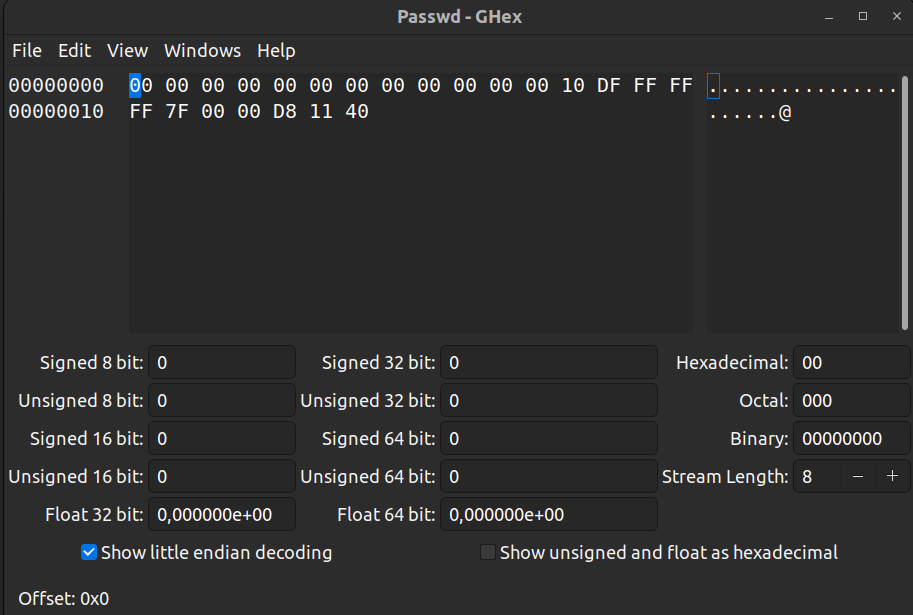 Passwd - GHex
File Edit View Windows Help
00000000 00 00 00 00 00 00 00 00 00 00 00 00 10 DF FF FF ................
00000010 FF 7F 00 00 D8 11 40 ......@
Signed 8 bit: 0 Signed 32 bit: 0 Hexadecimal: 00
Unsigned 8 bit: 0 Unsigned 32 bit: 0 Octal: 000
Signed 16 bit: 0 Signed 64 bit: 0 Binary: 00000000
Unsigned 16 bit: 0 Unsigned 64 bit: 0 Stream Length: 8 − +
Float 32 bit: 0,000000e+00 Float 64 bit: 0,000000e+00
Show little endian decoding Show unsigned and float as hexadecimal
Offset: 0x0